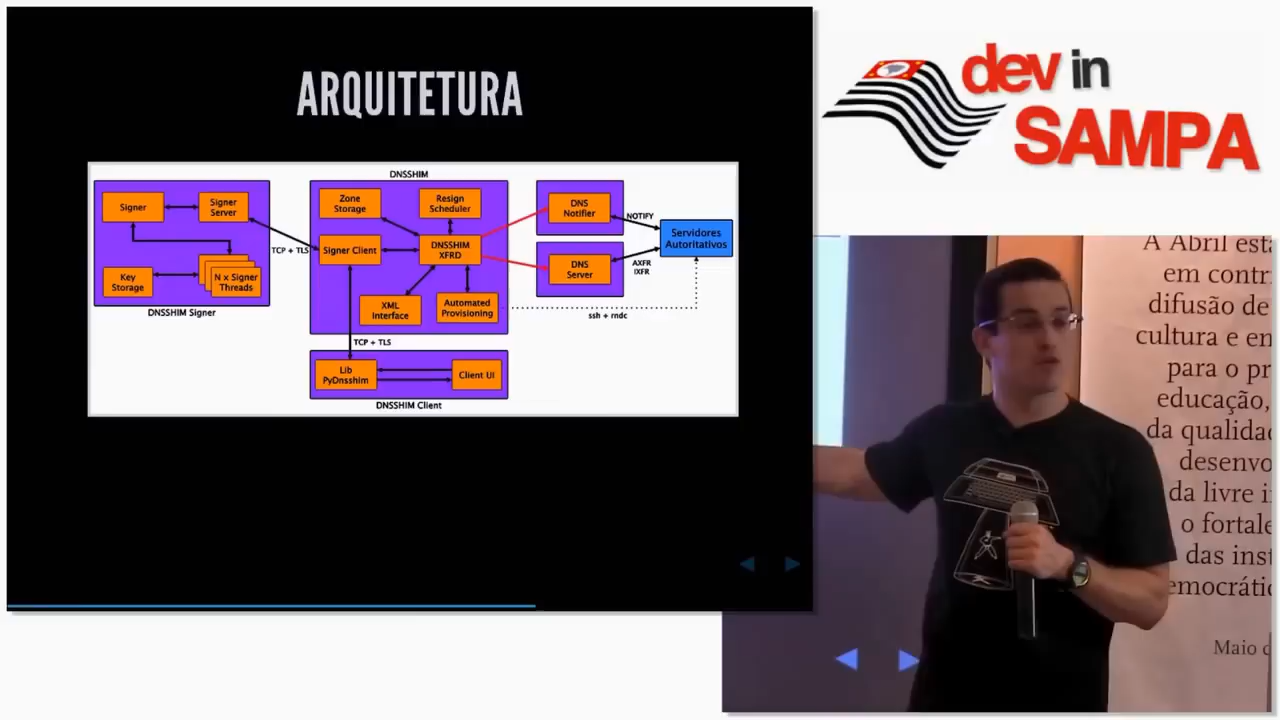 ARQUITETURA
DNSSHIM
Signer
Signer
Server
Key
Storage
N x Signer
Threads
DNSSHIM Signer
TCP + TLS
Zone
Storage
Resign
Scheduler
Signer Client
DNSSHIM
XFRD
XML
Interface
Automated
Provisioning
DNS
Notifier
DNS
Server
NOTIFY
AXFR
IXFR
Servidores
Autoritativos
ssh + rndc
TCP + TLS
Lib
PyDnsshim
Client UI
DNSSHIM Client
dev in
SAMPA
A Abril está
em contri
difusão de
cultura e en
para o pr
educação,
da qualidad
desenvo
da livre i
o fortale
das inst
emocrátic
Maio d